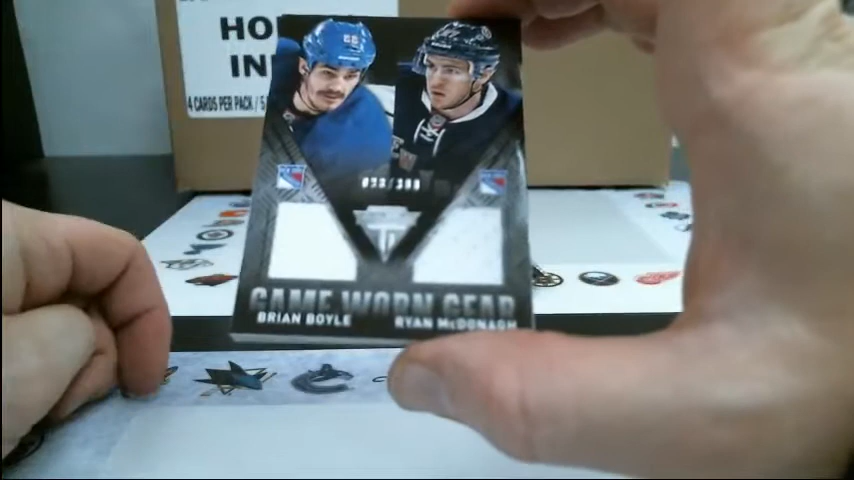 HO
IN
4 CARDS PER PACK / 5
GAME WORN GEAR
BRIAN BOYLE
RYAN McDONAGH